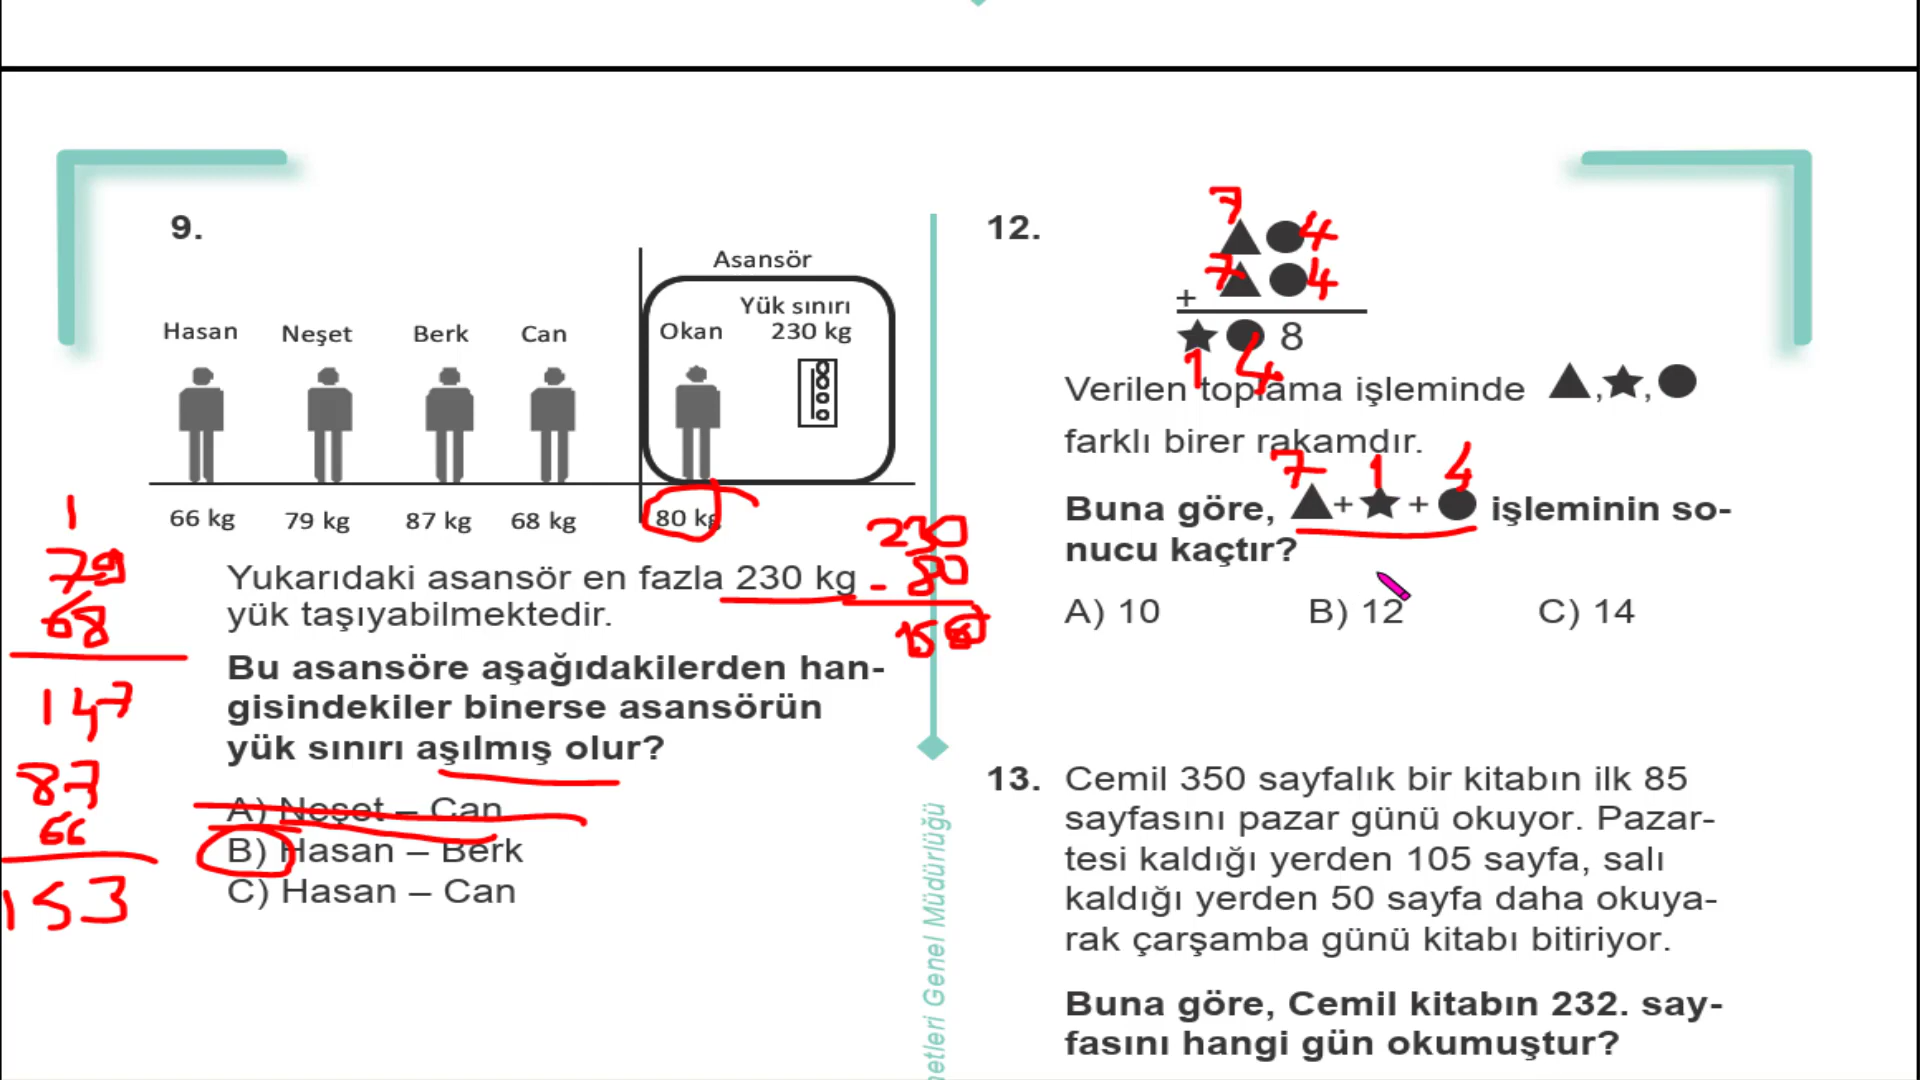 9.
Asansör
Yük sınırı
230 kg
Hasan Neşet Berk Can Okan
66 kg 79 kg 87 kg 68 kg 80 kg
Yukarıdaki asansör en fazla 230 kg
yük taşıyabilmektedir.
Bu asansöre aşağıdakilerden han-
gisindekiler binerse asansörün
yük sınırı aşılmış olur?
A) Neşet – Can
B) Hasan – Berk
C) Hasan – Can
1
79
68
147
87
66
153
230
- 80
150
netleri Genel Müdürlüğü
12.
7 4
7 4
+
8
1 4
Verilen toplama işleminde ▲,★,●
farklı birer rakamdır.
7 1 4
Buna göre, ▲+★+● işleminin so-
nucu kaçtır?
A) 10 B) 12 C) 14
13. Cemil 350 sayfalık bir kitabın ilk 85
sayfasını pazar günü okuyor. Pazar-
tesi kaldığı yerden 105 sayfa, salı
kaldığı yerden 50 sayfa daha okuya-
rak çarşamba günü kitabı bitiriyor.
Buna göre, Cemil kitabın 232. say-
fasını hangi gün okumuştur?